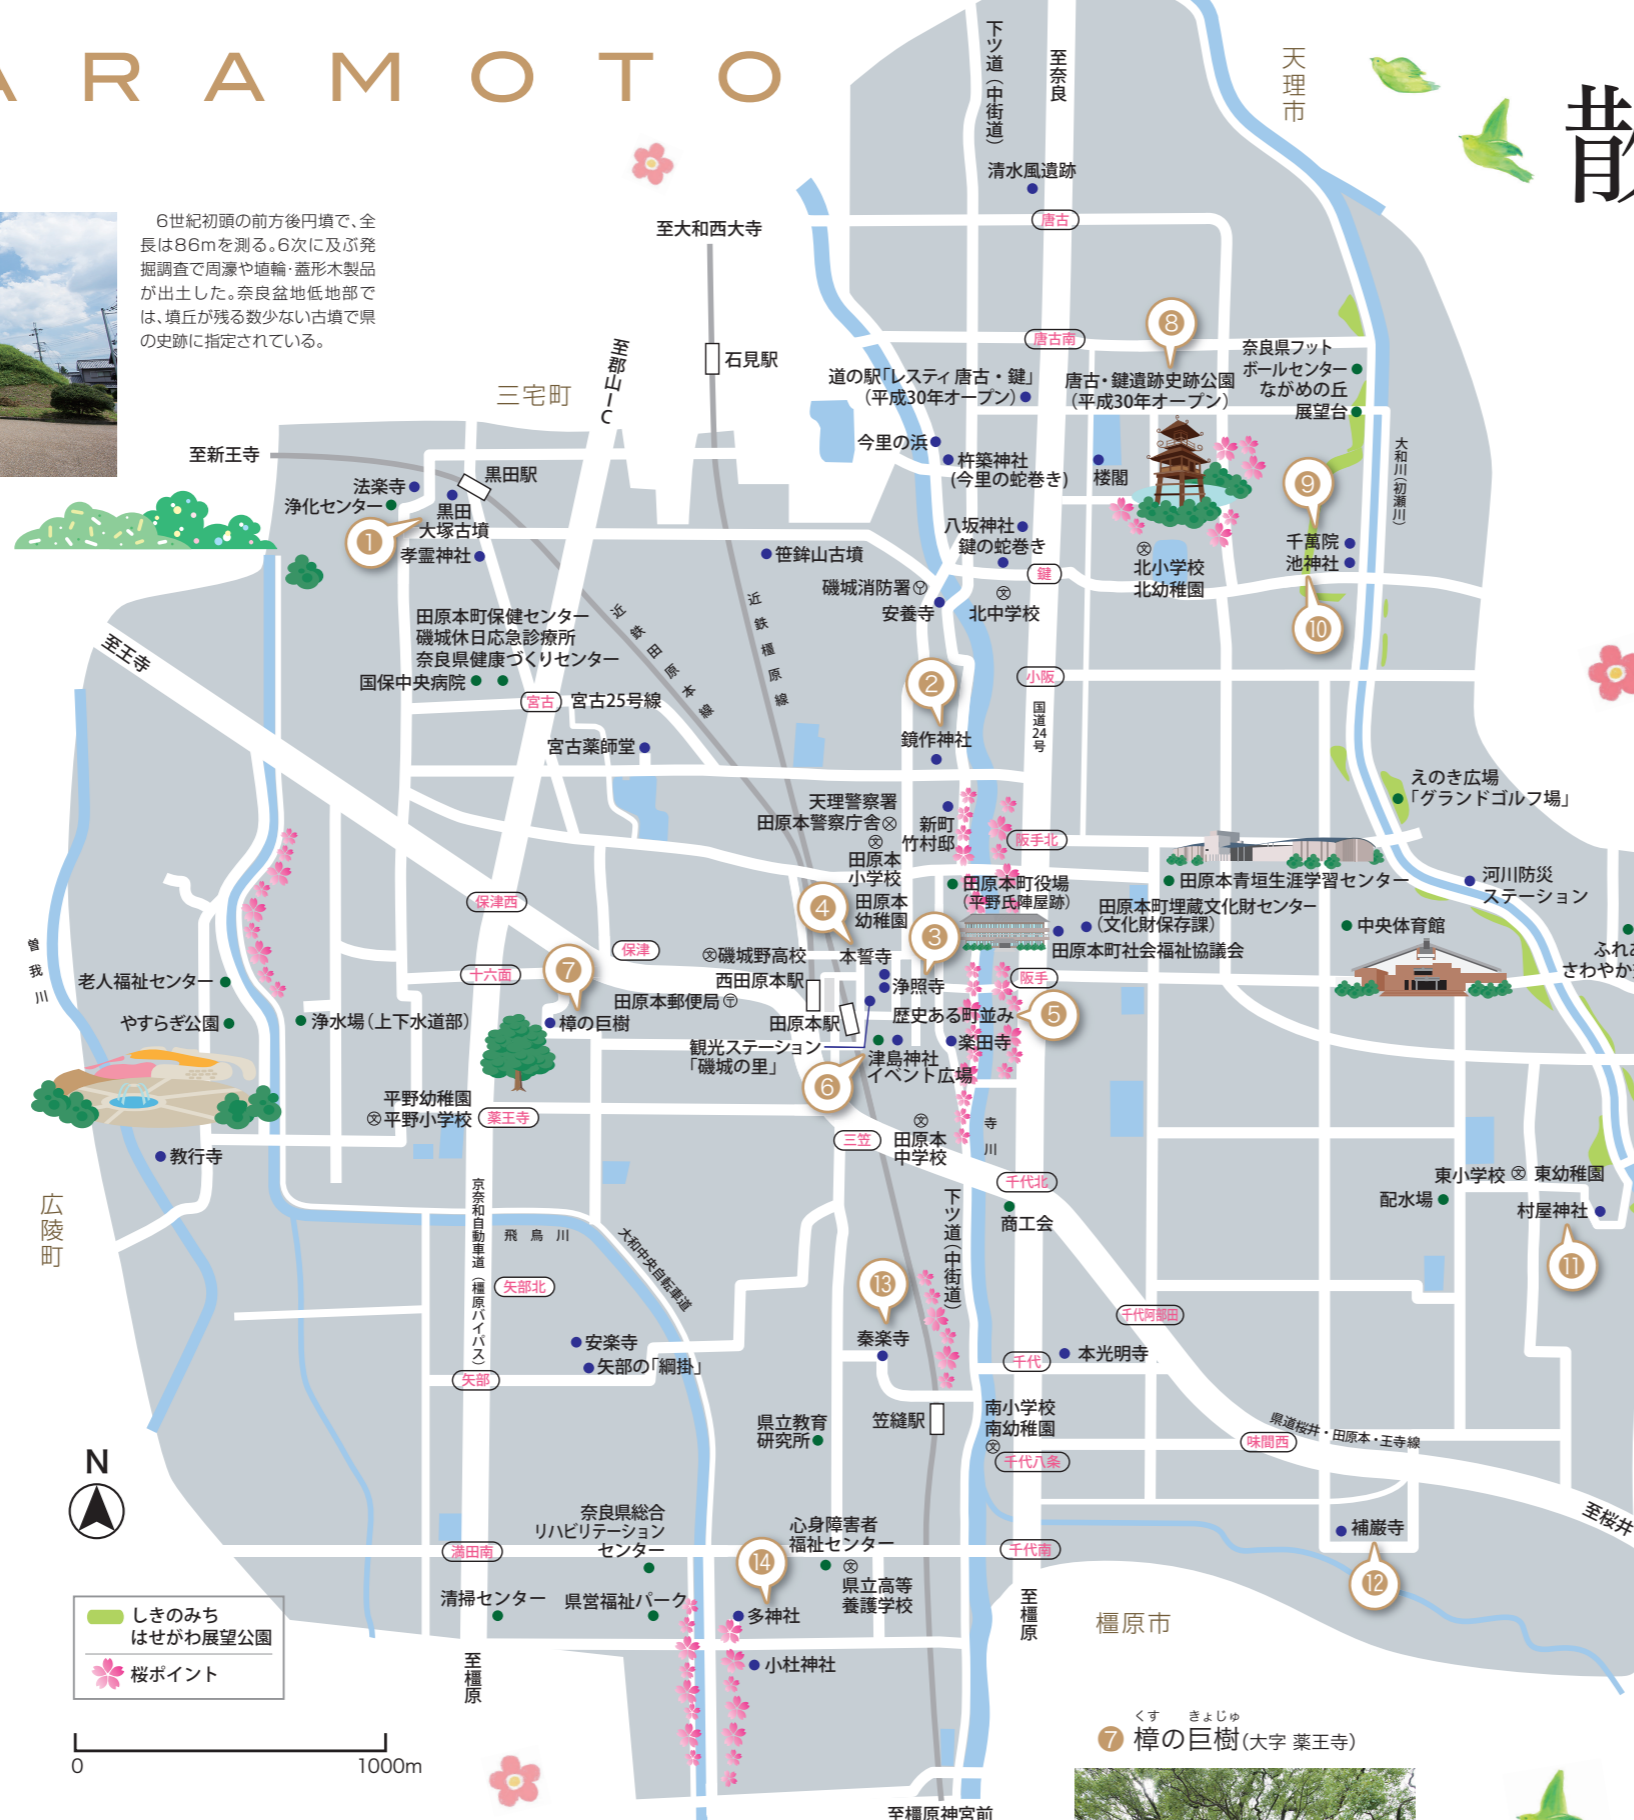 ARAMOTO
散
6世紀初頭の前方後円墳で、全
長は86mを測る。6次に及ぶ発
掘調査で周濠や埴輪・蓋形木製品
が出土した。奈良盆地低地部で
は、墳丘が残る数少ない古墳で県
の史跡に指定されている。
下ツ道(中街道)
至奈良
天理市
清水風遺跡
唐古
至大和西大寺
石見駅
至郡山IC
三宅町
唐古南
8
奈良県フット
ボールセンター
ながめの丘
展望台
道の駅「レスティ 唐古・鍵」
(平成30年オープン)
唐古・鍵遺跡史跡公園
(平成30年オープン)
今里の浜
杵築神社
(今里の蛇巻き)
楼閣
大和川(初瀬川)
9
至新王寺
黒田駅
法楽寺
浄化センター
黒田
大塚古墳
1
孝霊神社
笹鉾山古墳
八坂神社
鍵の蛇巻き
鍵
文
北小学校
北幼稚園
千萬院
池神社
10
磯城消防署
安養寺
文
北中学校
近鉄田原本線
近鉄橿原線
田原本町保健センター
磯城休日応急診療所
奈良県健康づくりセンター
国保中央病院
至王寺
宮古
宮古25号線
宮古薬師堂
2
鏡作神社
小阪
国道24号
えのき広場
「グランドゴルフ場」
天理警察署
田原本警察庁舎
新町
竹村邸
文
田原本
小学校
田原本
幼稚園
阪手北
田原本町役場
(平野氏陣屋跡)
田原本青垣生涯学習センター
河川防災
ステーション
田原本町埋蔵文化財センター
(文化財保存課)
田原本町社会福祉協議会
中央体育館
ふれあ
さわやか
保津西
保津
4
3
文磯城野高校
本誓寺
西田原本駅
浄照寺
阪手
曽我川
十六面
7
老人福祉センター
田原本郵便局
歴史ある町並み
5
やすらぎ公園
浄水場(上下水道部)
樟の巨樹
田原本駅
観光ステーション
「磯城の里」
楽田寺
津島神社
イベント広場
6
平野幼稚園
文平野小学校
薬王寺
三笠
文
田原本
中学校
寺川
教行寺
広陵町
千代北
商工会
東小学校 文 東幼稚園
配水場
村屋神社
11
京奈和自動車道(橿原バイパス)
飛鳥川
大和中央自転車道
下ツ道(中街道)
矢部北
13
秦楽寺
千代阿部田
安楽寺
矢部の「綱掛」
矢部
千代
本光明寺
笠縫駅
南小学校
南幼稚園
文
県立教育
研究所
千代八条
味間西
県道桜井・田原本・王寺線
至桜井
N
奈良県総合
リハビリテーション
センター
心身障害者
福祉センター
文
県立高等
養護学校
補巌寺
12
満田南
14
千代南
清掃センター
県営福祉パーク
多神社
至橿原
橿原市
しきのみち
はせがわ展望公園
桜ポイント
至橿原
小杜神社
0
1000m
くす きょじゅ
7 樟の巨樹(大字 薬王寺)
至橿原神宮前